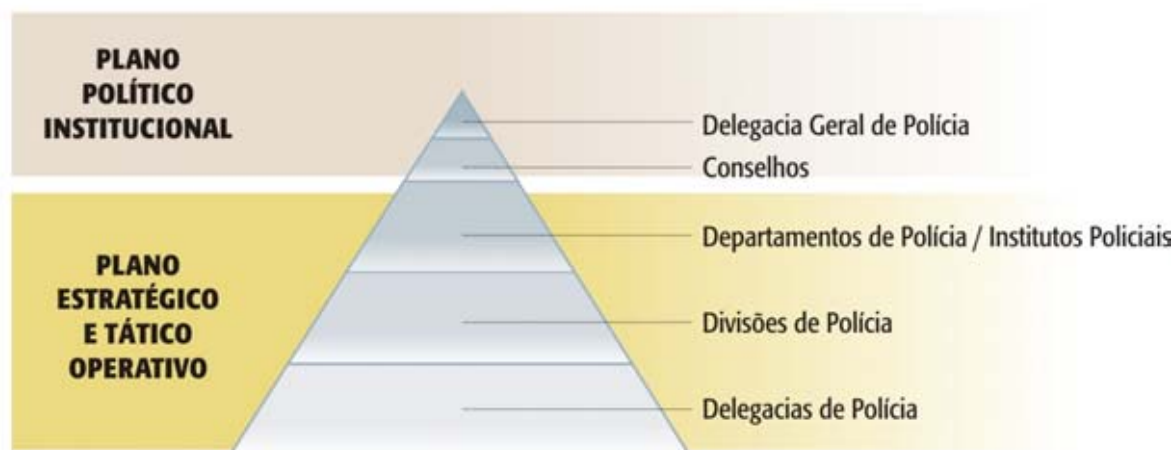 PLANO
POLÍTICO
INSTITUCIONAL
Delegacia Geral de Polícia
Conselhos
PLANO
ESTRATÉGICO
E TÁTICO
OPERATIVO
Departamentos de Polícia / Institutos Policiais
Divisões de Polícia
Delegacias de Polícia